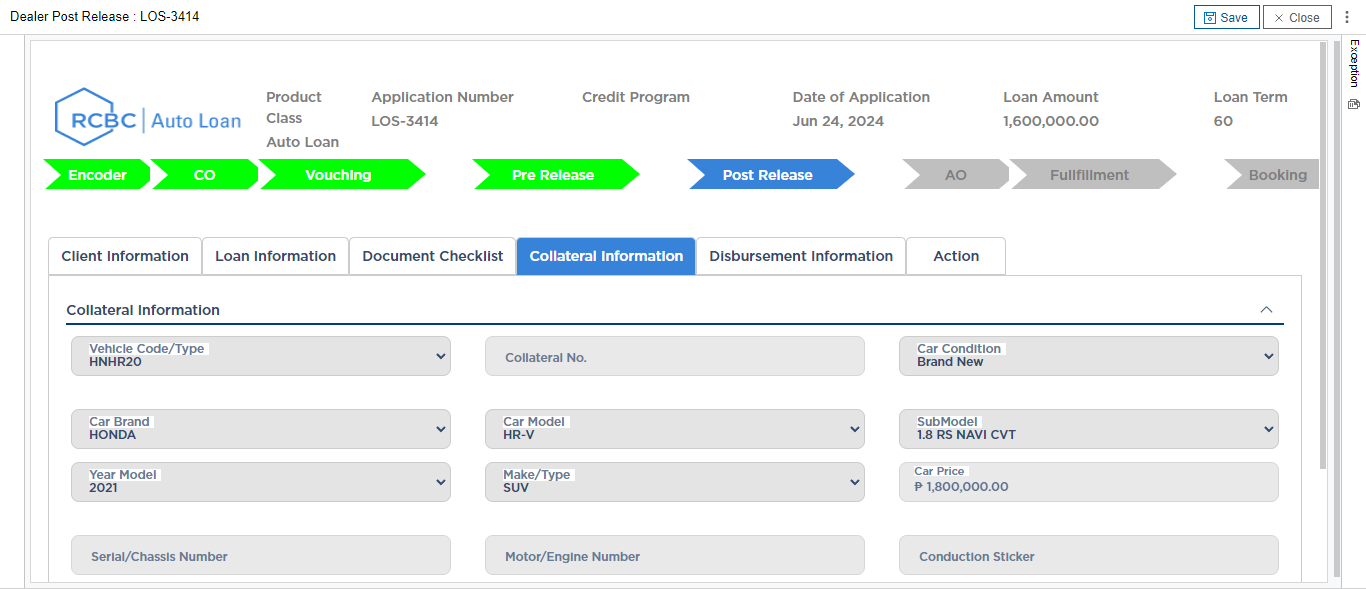 Dealer Post Release : LOS-3414
Save
Close
Exception
RCBC | Auto Loan
Product Class
Auto Loan
Application Number
LOS-3414
Credit Program
Date of Application
Jun 24, 2024
Loan Amount
1,600,000.00
Loan Term
60
Encoder
CO
Vouching
Pre Release
Post Release
AO
Fullfillment
Booking
Client Information
Loan Information
Document Checklist
Collateral Information
Disbursement Information
Action
Collateral Information
Vehicle Code/Type
HNHR20
Collateral No.
Car Condition
Brand New
Car Brand
HONDA
Car Model
HR-V
SubModel
1.8 RS NAVI CVT
Year Model
2021
Make/Type
SUV
Car Price
₱ 1,800,000.00
Serial/Chassis Number
Motor/Engine Number
Conduction Sticker